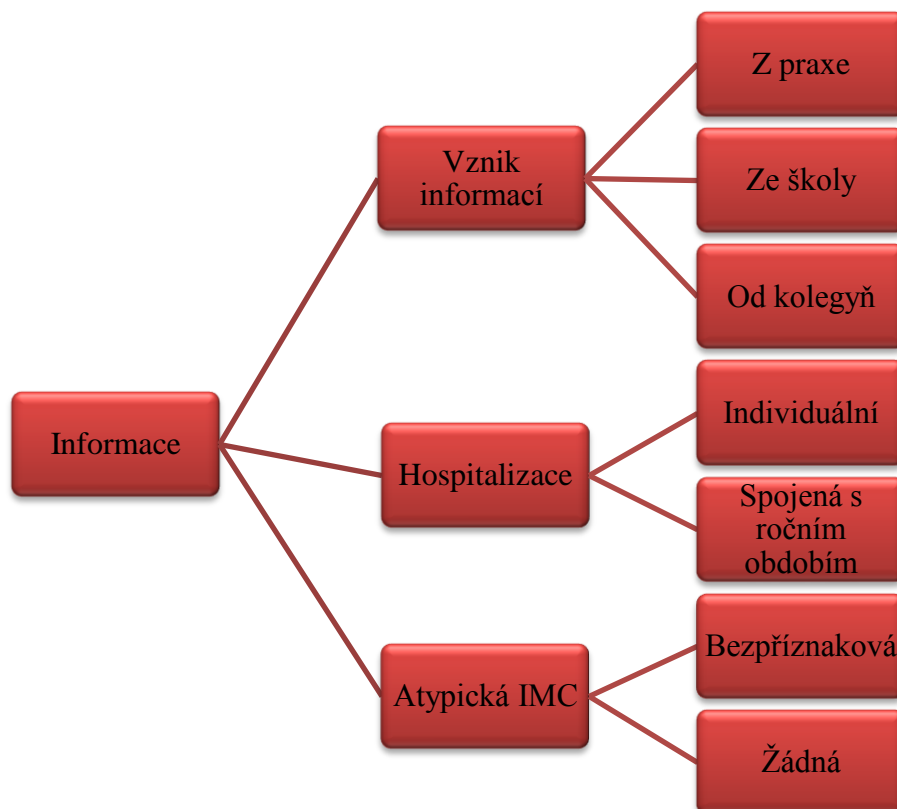 Informace
Vznik
informací
Z praxe
Ze školy
Od kolegyň
Hospitalizace
Individuální
Spojená s
ročním
obdobím
Atypická IMC
Bezpříznaková
Žádná